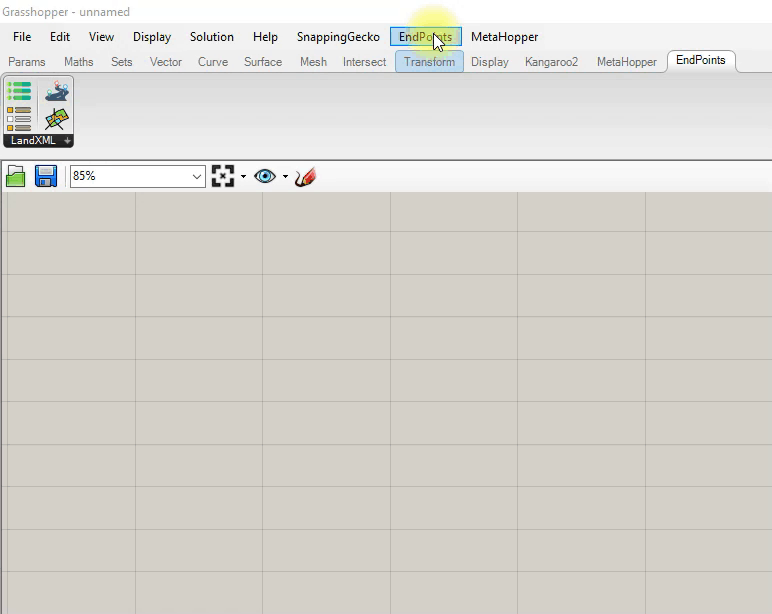 Grasshopper - unnamed
File Edit View Display Solution Help SnappingGecko EndPoints MetaHopper
Params Maths Sets Vector Curve Surface Mesh Intersect Transform Display Kangaroo2 MetaHopper EndPoints
LandXML +
85%